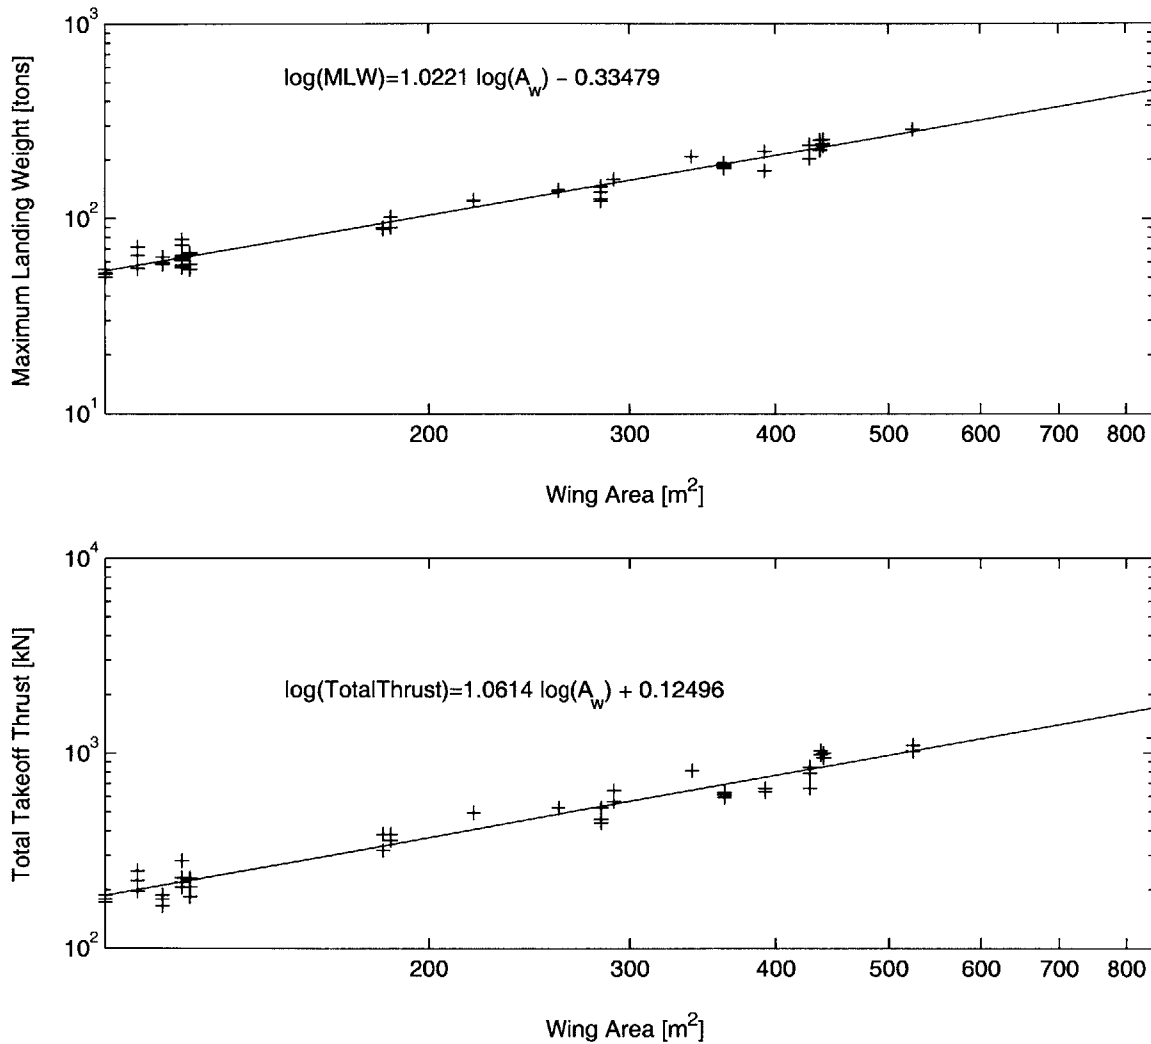 10^3
log(MLW)=1.0221 log(A_w) − 0.33479
Maximum Landing Weight [tons]
10^2
10^1
200 300 400 500 600 700 800
Wing Area [m^2]
10^4
Total Takeoff Thrust [kN]
log(TotalThrust)=1.0614 log(A_w) + 0.12496
10^3
10^2
200 300 400 500 600 700 800
Wing Area [m^2]